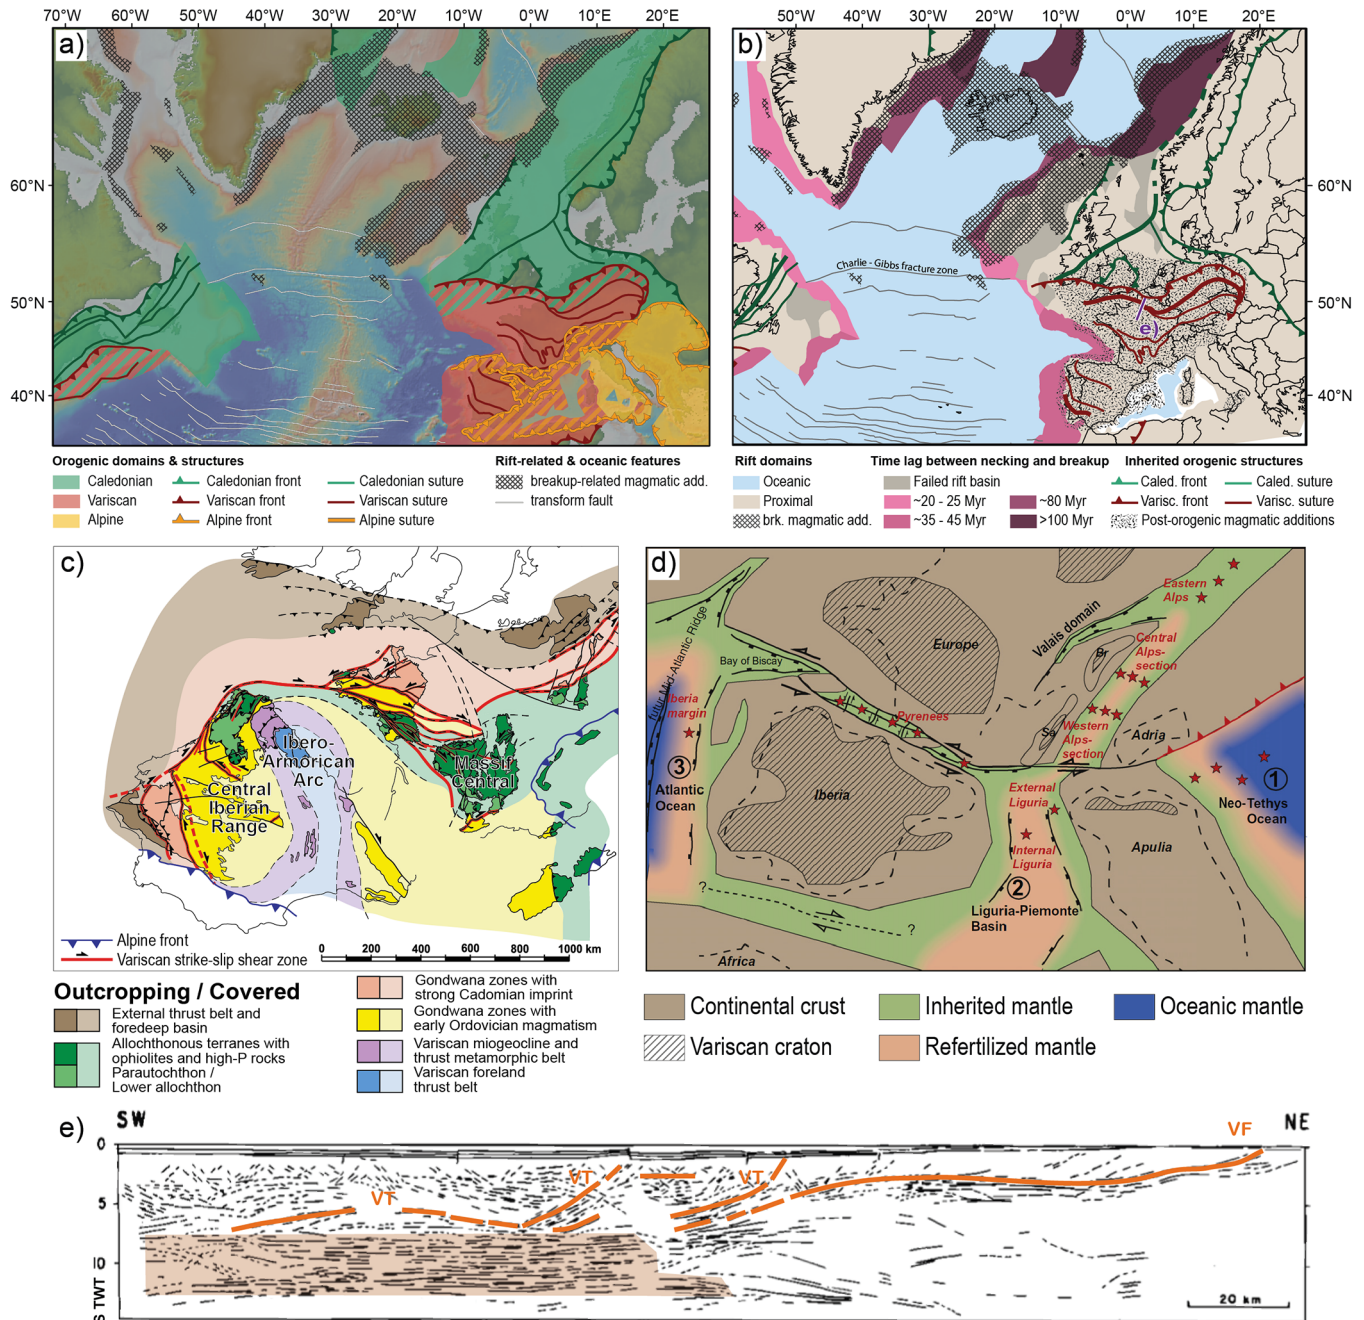 70°W 60°W 50°W 40°W 30°W 20°W 10°W 0°W 10°E 20°E
a)
60°N
50°N
40°N
Orogenic domains & structures
Caledonian
Variscan
Alpine
Caledonian front
Variscan front
Alpine front
Caledonian suture
Variscan suture
Alpine suture
Rift-related & oceanic features
breakup-related magmatic add.
transform fault
50°W 40°W 30°W 20°W 10°W 0°W 10°E 20°E
b)
60°N
50°N
40°N
Charlie - Gibbs fracture zone
e)
Rift domains
Oceanic
Proximal
brk. magmatic add.
Failed rift basin
Time lag between necking and breakup
~20 - 25 Myr
~35 - 45 Myr
~80 Myr
>100 Myr
Inherited orogenic structures
Caled. front
Varisc. front
Caled. suture
Varisc. suture
Post-orogenic magmatic additions
c)
Ibero-
Armorican
Arc
Massif
Central
Central
Iberian
Range
Alpine front
Variscan strike-slip shear zone
0 200 400 600 800 1000 km
Outcropping / Covered
External thrust belt and
foredeep basin
Allochthonous terranes with
ophiolites and high-P rocks
Parautochthon /
Lower allochthon
Gondwana zones with
strong Cadomian imprint
Gondwana zones with
early Ordovician magmatism
Variscan miogeocline and
thrust metamorphic belt
Variscan foreland
thrust belt
d)
futur Mid-Atlantic Ridge
Bay of Biscay
Iberia
margin
3
Atlantic
Ocean
Europe
Iberia
Pyrenees
Valais domain
Br
Sa
Eastern
Alps
Central
Alps-
section
Western
Alps-
section
Adria
1
Neo-Tethys
Ocean
External
Liguria
Internal
Liguria
2
Liguria-Piemonte
Basin
Apulia
?
?
Africa
Continental crust
Variscan craton
Inherited mantle
Refertilized mantle
Oceanic mantle
e)
SW
NE
VF
VT
VT
VT
0
5
10
S TWT
20 km